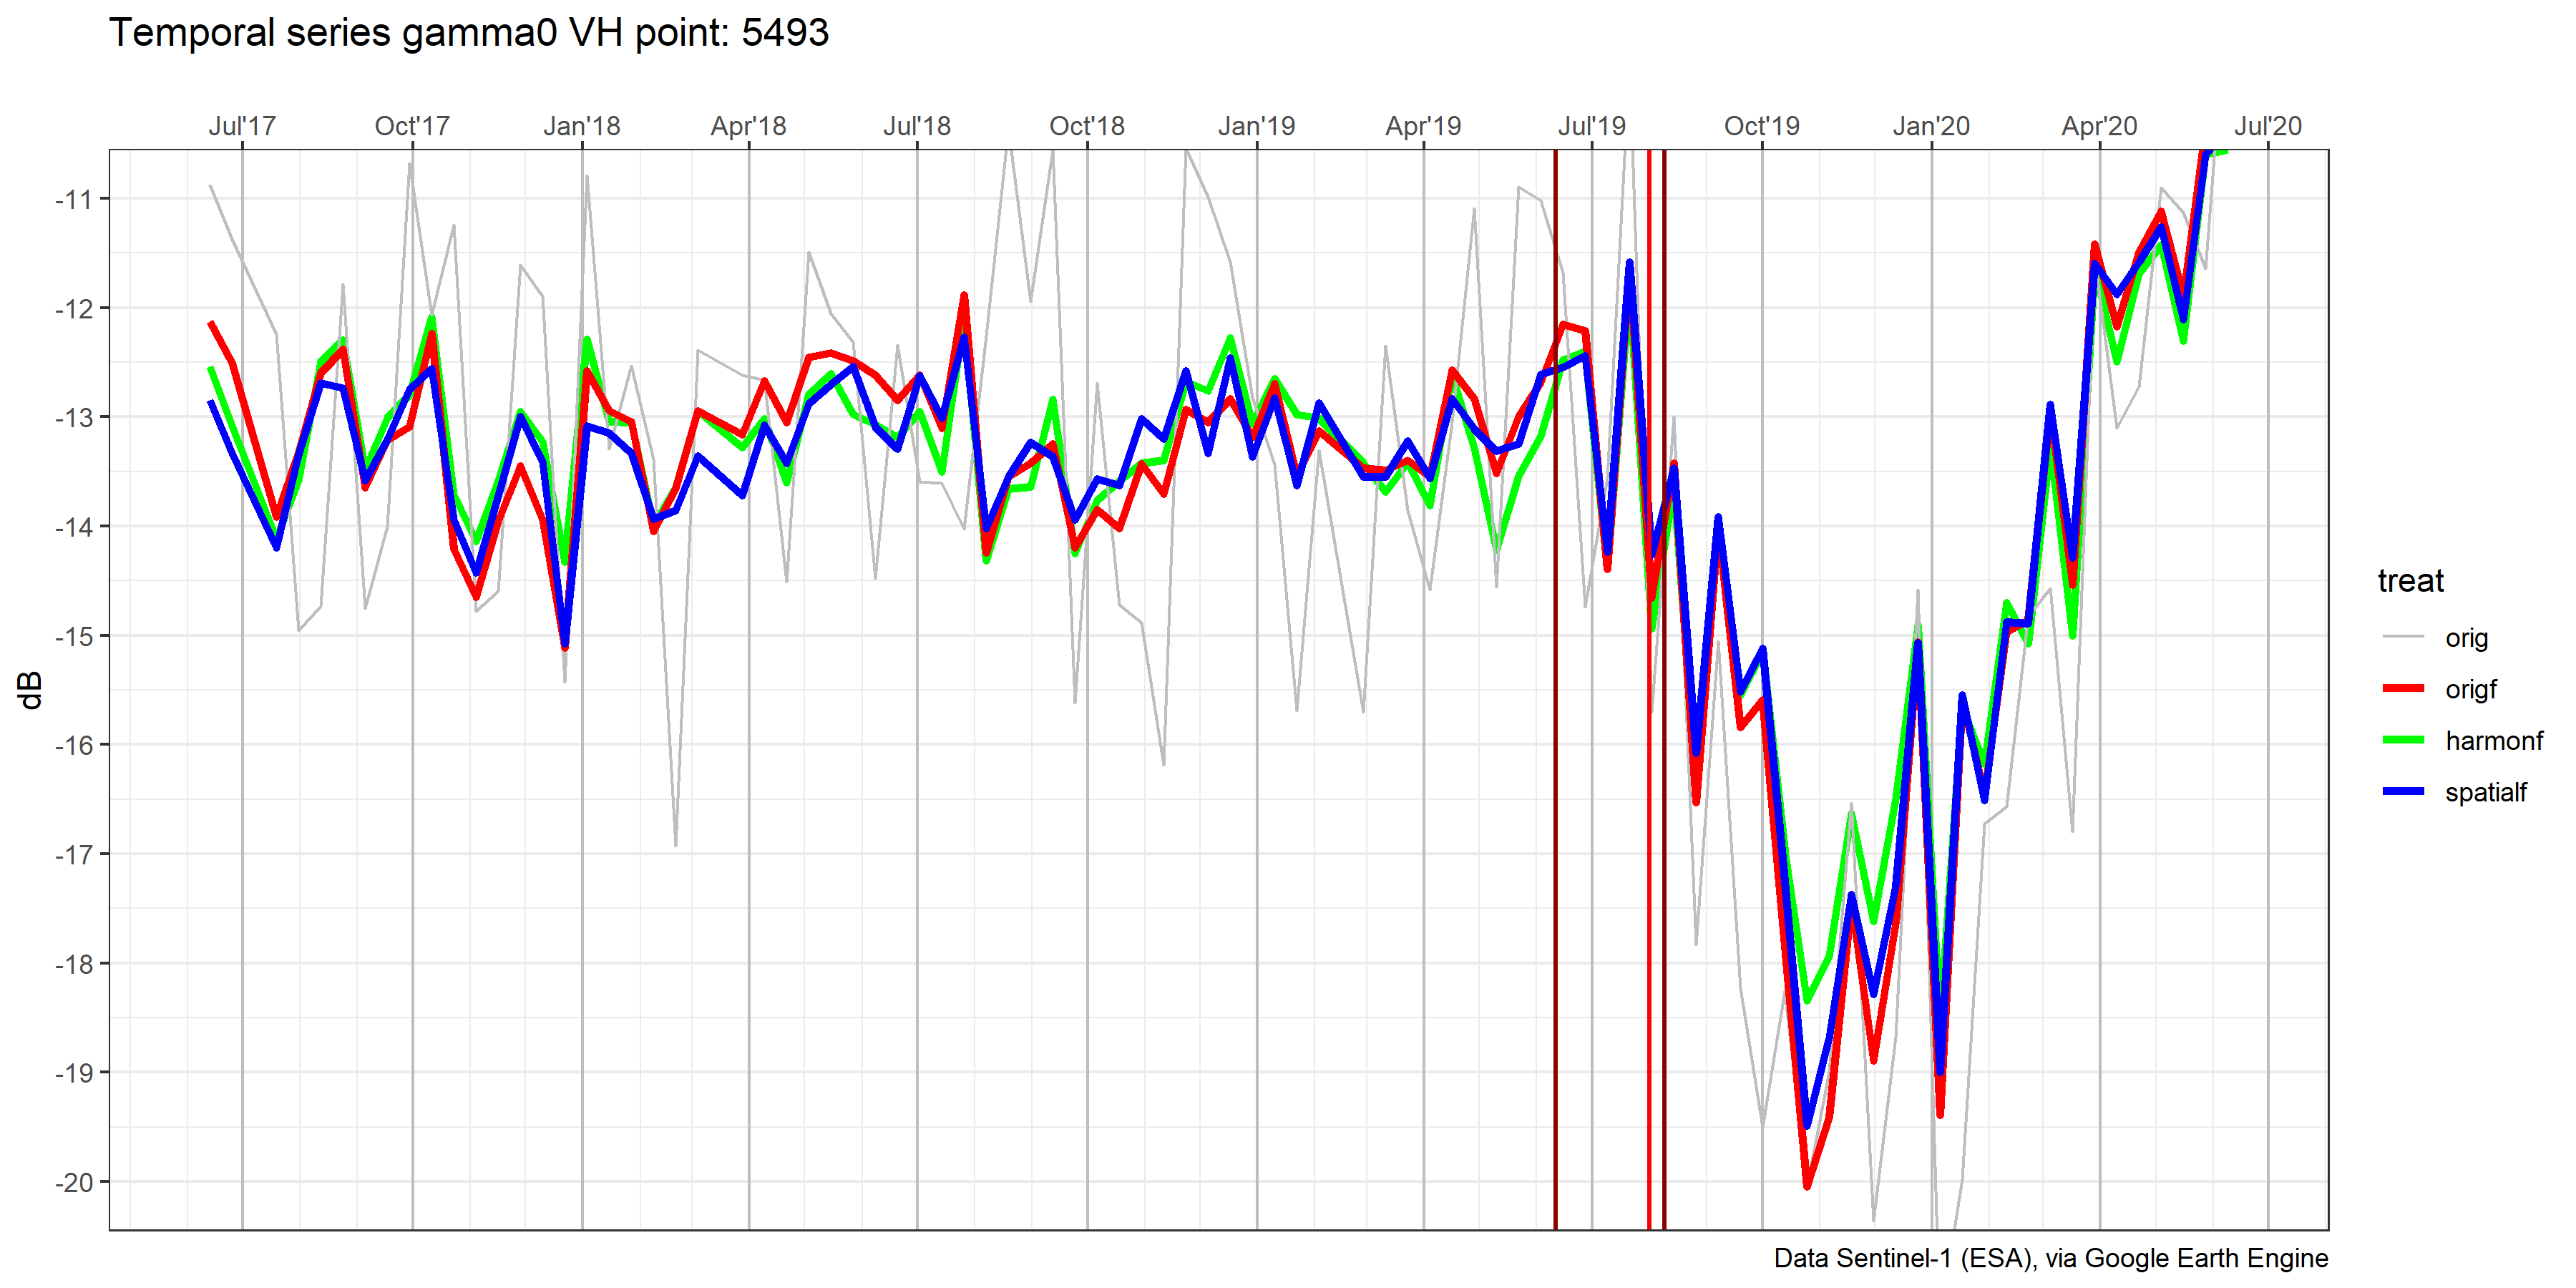 Temporal series gamma0 VH point: 5493
Jul'17 Oct'17 Jan'18 Apr'18 Jul'18 Oct'18 Jan'19 Apr'19 Jul'19 Oct'19 Jan'20 Apr'20 Jul'20
-11
-12
-13
-14
-15
-16
-17
-18
-19
-20
dB
treat
orig
origf
harmonf
spatialf
Data Sentinel-1 (ESA), via Google Earth Engine